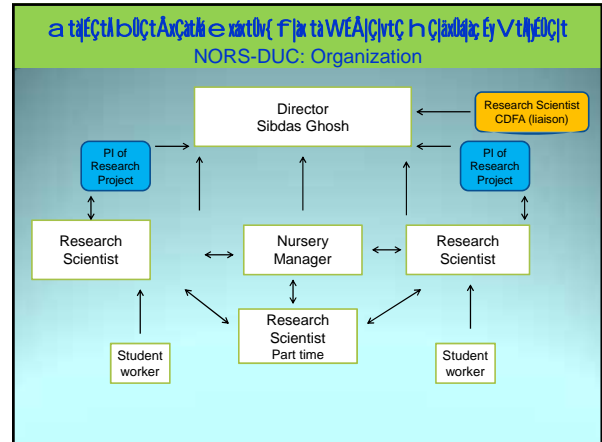 NORS-DUC: Organization
Director
Sibdas Ghosh
Research Scientist
CDFA (liaison)
PI of
Research
Project
PI of
Research
Project
Research
Scientist
Nursery
Manager
Research
Scientist
Research
Scientist
Part time
Student
worker
Student
worker